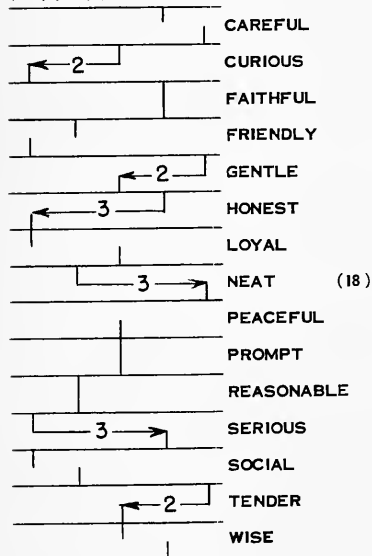 CAREFUL
2 CURIOUS
FAITHFUL
FRIENDLY
2 GENTLE
3 HONEST
LOYAL
3 NEAT (18)
PEACEFUL
PROMPT
REASONABLE
3 SERIOUS
SOCIAL
2 TENDER
WISE